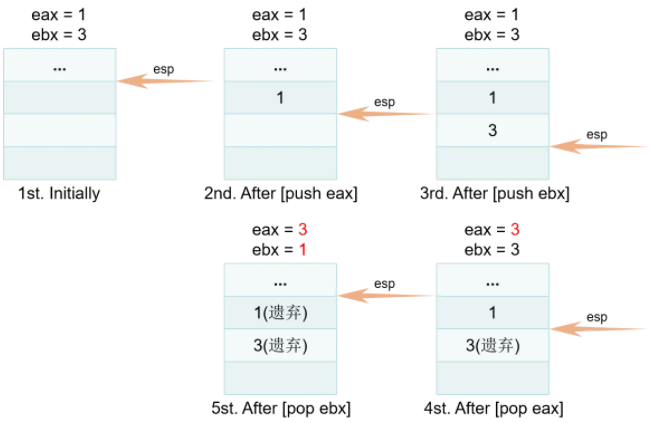 eax = 1
ebx = 3
...
esp
1st. Initially
eax = 1
ebx = 3
...
1
esp
2nd. After [push eax]
eax = 1
ebx = 3
...
1
3
esp
3rd. After [push ebx]
eax = 3
ebx = 1
...
1(遗弃)
3(遗弃)
esp
5st. After [pop ebx]
eax = 3
ebx = 3
...
1
3(遗弃)
esp
4st. After [pop eax]